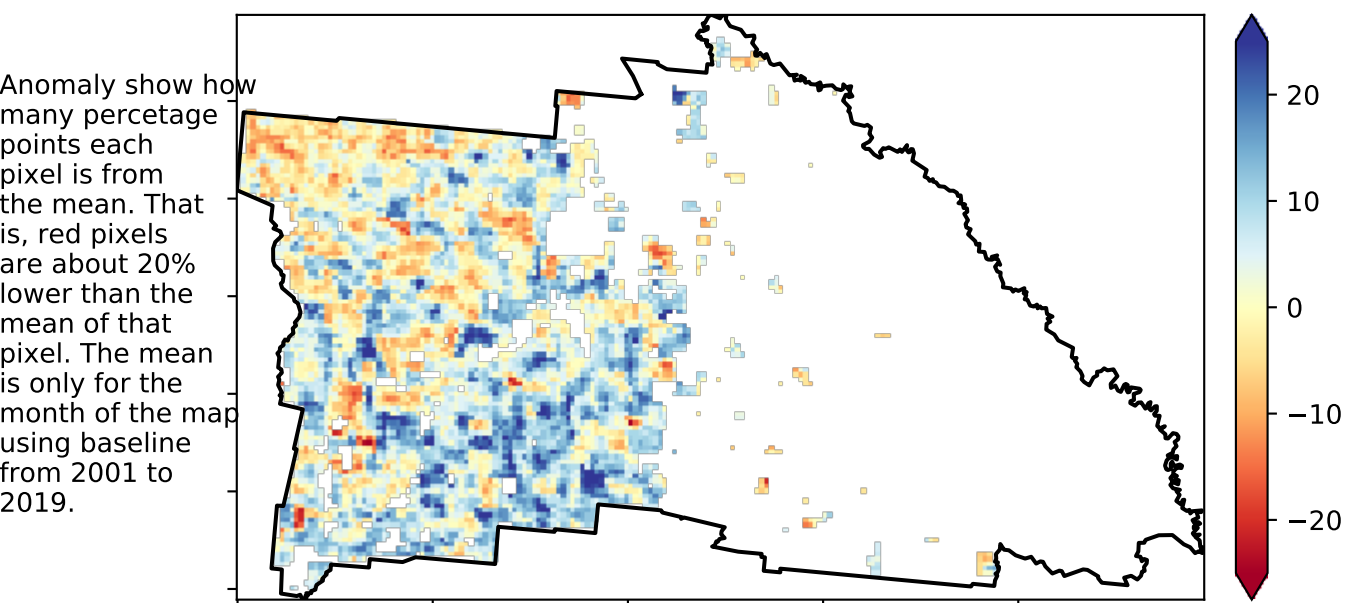 Anomaly show how
many percetage
points each
pixel is from
the mean. That
is, red pixels
are about 20%
lower than the
mean of that
pixel. The mean
is only for the
month of the map
using baseline
from 2001 to
2019.
20
10
0
−10
−20